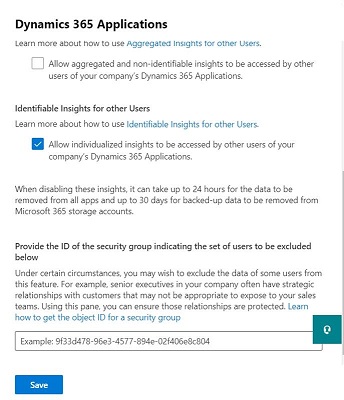 Dynamics 365 Applications
Learn more about how to use Aggregated Insights for other Users.
Allow aggregated and non-identifiable insights to be accessed by other
users of your company's Dynamics 365 Applications.
Identifiable Insights for other Users
Learn more about how to use Identifiable Insights for other Users.
Allow individualized insights to be accessed by other users of your
company's Dynamics 365 Applications.
When disabling these insights, it can take up to 24 hours for the data to be
removed from all apps and up to 30 days for backed-up data to be removed from
Microsoft 365 storage accounts.
Provide the ID of the security group indicating the set of users to be excluded
below
Under certain circumstances, you may wish to exclude the data of some users from
this feature. For example, senior executives in your company often have strategic
relationships with customers that may not be appropriate to expose to your sales
teams. Using this pane, you can ensure those relationships are protected. Learn
how to get the object ID for a security group
Example: 9f33d478-96e3-4577-894e-02f406e8c804
Save